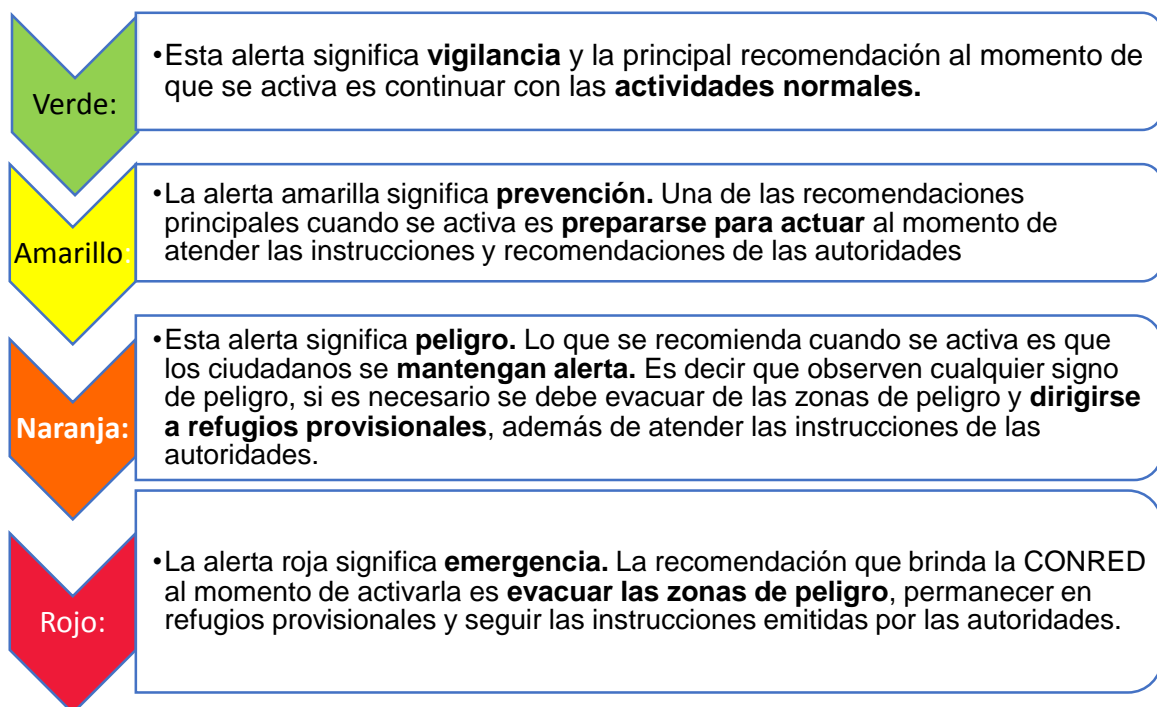 Verde:
•Esta alerta significa vigilancia y la principal recomendación al momento de
que se activa es continuar con las actividades normales.
Amarillo:
•La alerta amarilla significa prevención. Una de las recomendaciones
principales cuando se activa es prepararse para actuar al momento de
atender las instrucciones y recomendaciones de las autoridades
Naranja:
•Esta alerta significa peligro. Lo que se recomienda cuando se activa es que
los ciudadanos se mantengan alerta. Es decir que observen cualquier signo
de peligro, si es necesario se debe evacuar de las zonas de peligro y dirigirse
a refugios provisionales, además de atender las instrucciones de las
autoridades.
Rojo:
•La alerta roja significa emergencia. La recomendación que brinda la CONRED
al momento de activarla es evacuar las zonas de peligro, permanecer en
refugios provisionales y seguir las instrucciones emitidas por las autoridades.